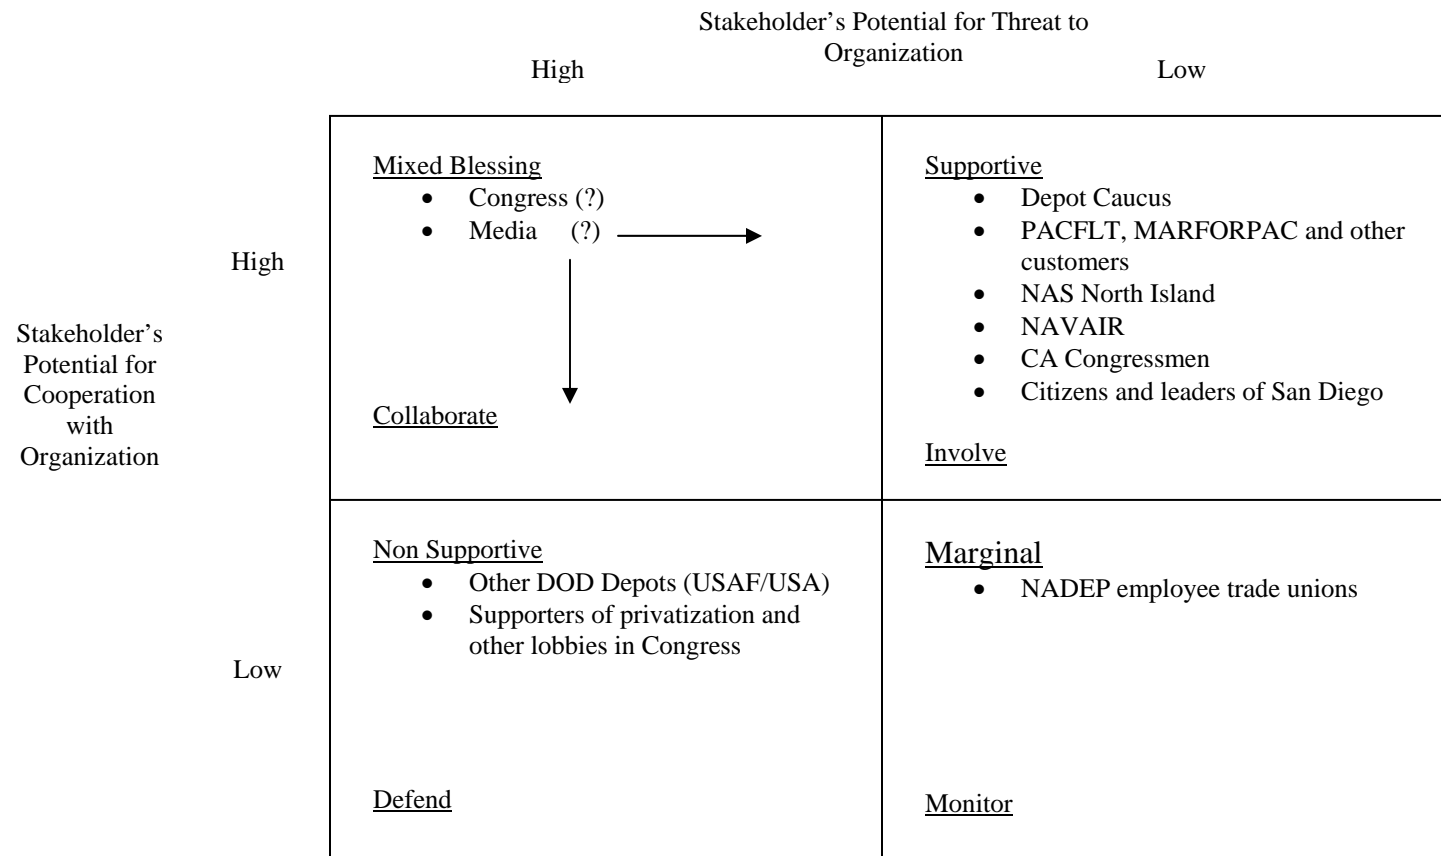 Stakeholder’s Potential for Threat to
Organization
High
Low
Mixed Blessing
• Congress (?)
• Media (?)
Collaborate
Supportive
• Depot Caucus
• PACFLT, MARFORPAC and other
customers
• NAS North Island
• NAVAIR
• CA Congressmen
• Citizens and leaders of San Diego
Involve
High
Stakeholder’s
Potential for
Cooperation
with
Organization
Non Supportive
• Other DOD Depots (USAF/USA)
• Supporters of privatization and
other lobbies in Congress
Defend
Marginal
• NADEP employee trade unions
Monitor
Low